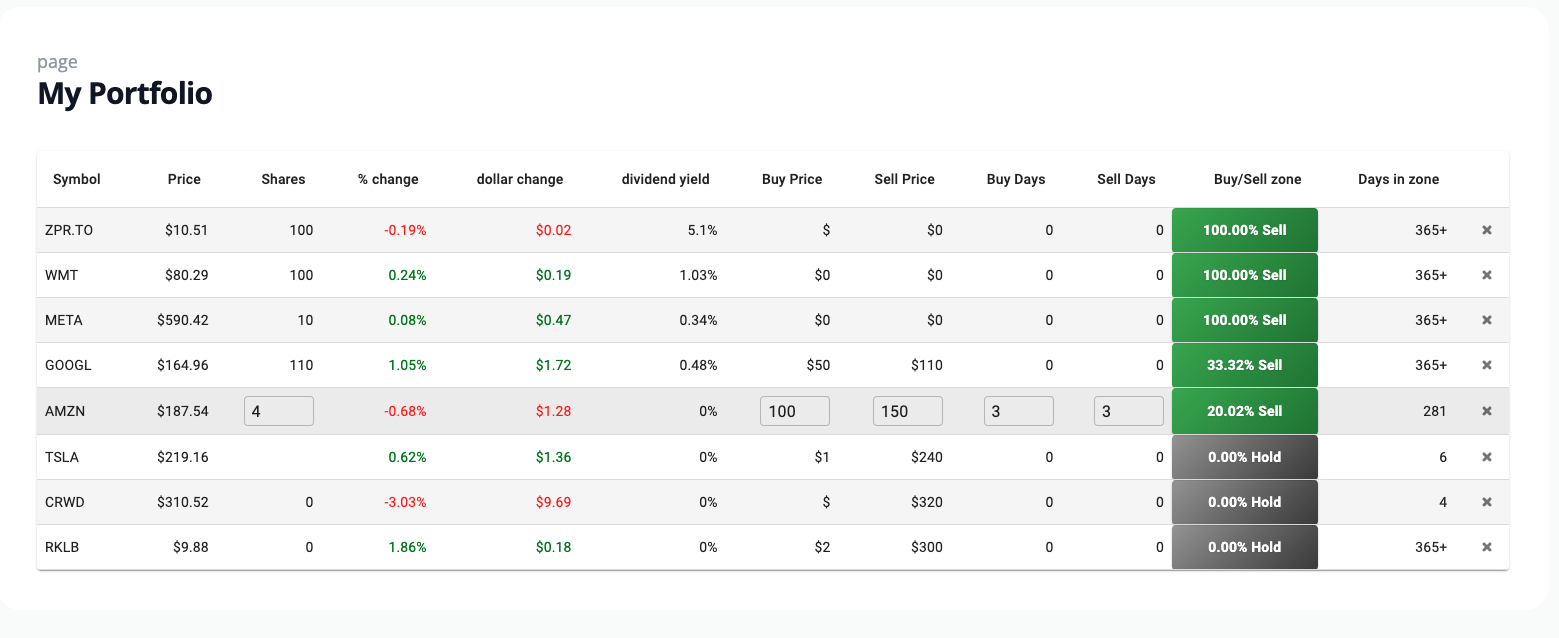 page
My Portfolio
Symbol Price Shares % change dollar change dividend yield Buy Price Sell Price Buy Days Sell Days Buy/Sell zone Days in zone
ZPR.TO $10.51 100 -0.19% $0.02 5.1% $ $0 0 0 100.00% Sell 365+ ×
WMT $80.29 100 0.24% $0.19 1.03% $0 $0 0 0 100.00% Sell 365+ ×
META $590.42 10 0.08% $0.47 0.34% $0 $0 0 0 100.00% Sell 365+ ×
GOOGL $164.96 110 1.05% $1.72 0.48% $50 $110 0 0 33.32% Sell 365+ ×
AMZN $187.54 4 -0.68% $1.28 0% 100 150 3 3 20.02% Sell 281 ×
TSLA $219.16 0.62% $1.36 0% $1 $240 0 0 0.00% Hold 6 ×
CRWD $310.52 0 -3.03% $9.69 0% $ $320 0 0 0.00% Hold 4 ×
RKLB $9.88 0 1.86% $0.18 0% $2 $300 0 0 0.00% Hold 365+ ×